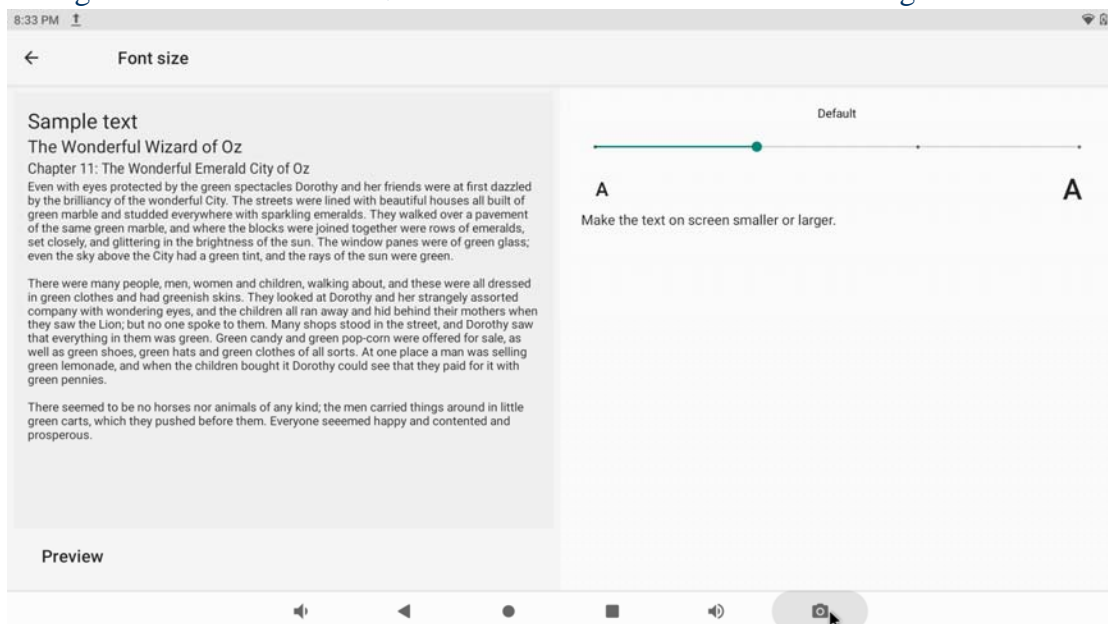 8:33 PM
Font size
Sample text
The Wonderful Wizard of Oz
Chapter 11: The Wonderful Emerald City of Oz
Even with eyes protected by the green spectacles Dorothy and her friends were at first dazzled
by the brilliancy of the wonderful City. The streets were lined with beautiful houses all built of
green marble and studded everywhere with sparkling emeralds. They walked over a pavement
of the same green marble, and where the blocks were joined together were rows of emeralds,
set closely, and glittering in the brightness of the sun. The window panes were of green glass;
even the sky above the City had a green tint, and the rays of the sun were green.
There were many people, men, women and children, walking about, and these were all dressed
in green clothes and had greenish skins. They looked at Dorothy and her strangely assorted
company with wondering eyes, and the children all ran away and hid behind their mothers when
they saw the Lion; but no one spoke to them. Many shops stood in the street, and Dorothy saw
that everything in them was green. Green candy and green pop-corn were offered for sale, as
well as green shoes, green hats and green clothes of all sorts. At one place a man was selling
green lemonade, and when the children bought it Dorothy could see that they paid for it with
green pennies.
There seemed to be no horses nor animals of any kind; the men carried things around in little
green carts, which they pushed before them. Everyone seeemed happy and contented and
prosperous.
Preview
Default
A A
Make the text on screen smaller or larger.